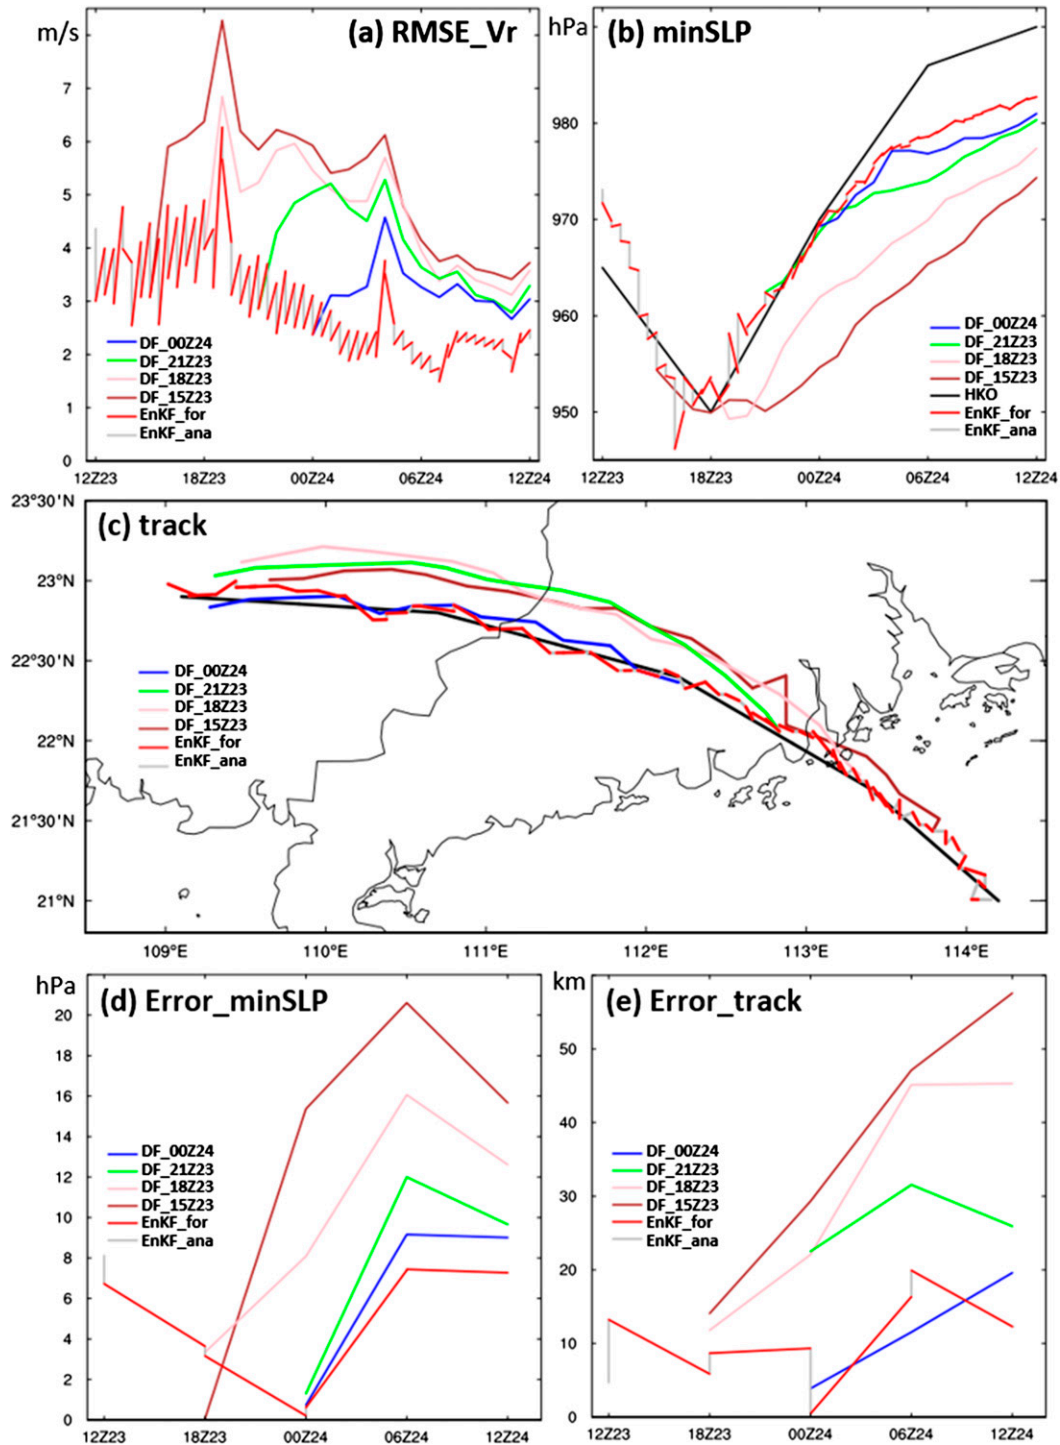 m/s
(a) RMSE_Vr
7
6
5
4
3
2
1
0
DF_00Z24
DF_21Z23
DF_18Z23
DF_15Z23
EnKF_for
EnKF_ana
12Z23 18Z23 00Z24 06Z24 12Z24
hPa
(b) minSLP
980
970
960
950
DF_00Z24
DF_21Z23
DF_18Z23
DF_15Z23
HKO
EnKF_for
EnKF_ana
12Z23 18Z23 00Z24 06Z24 12Z24
(c) track
23°30'N
23°N
22°30'N
22°N
21°30'N
21°N
DF_00Z24
DF_21Z23
DF_18Z23
DF_15Z23
EnKF_for
EnKF_ana
109°E 110°E 111°E 112°E 113°E 114°E
hPa
(d) Error_minSLP
20
18
16
14
12
10
8
6
4
2
0
DF_00Z24
DF_21Z23
DF_18Z23
DF_15Z23
EnKF_for
EnKF_ana
12Z23 18Z23 00Z24 06Z24 12Z24
km
(e) Error_track
50
40
30
20
10
0
DF_00Z24
DF_21Z23
DF_18Z23
DF_15Z23
EnKF_for
EnKF_ana
12Z23 18Z23 00Z24 06Z24 12Z24